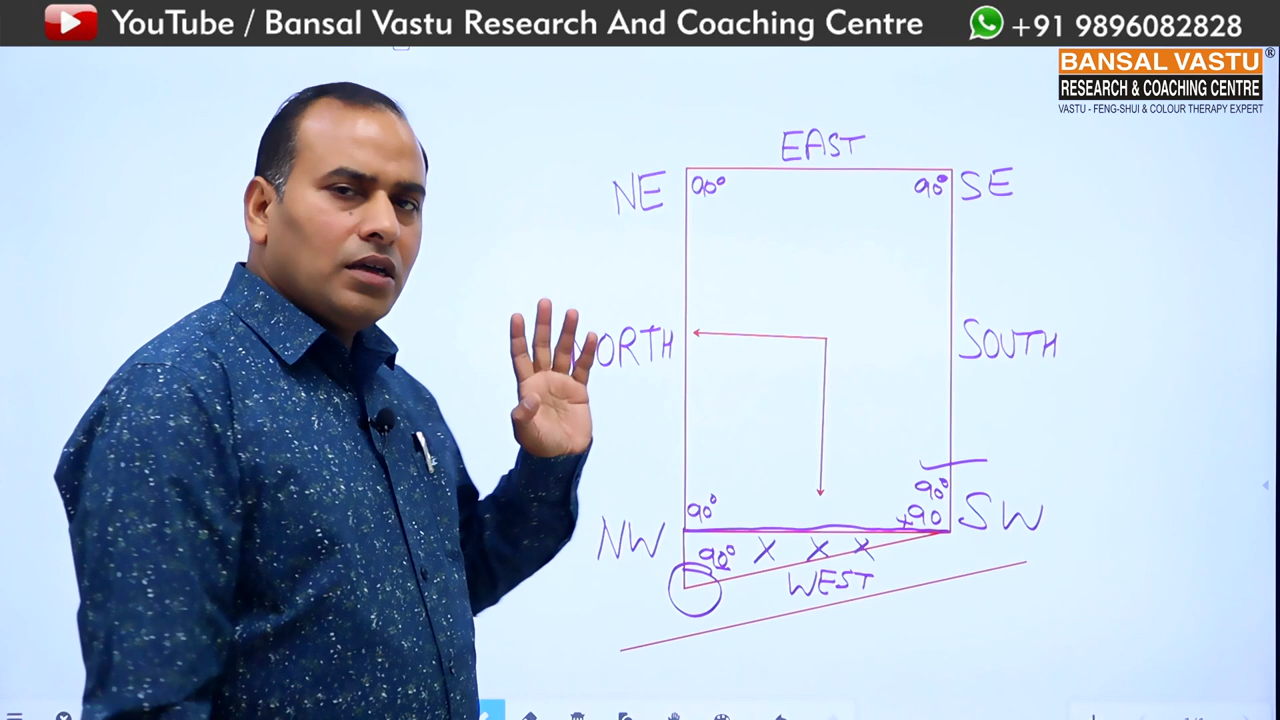 YouTube / Bansal Vastu Research And Coaching Centre
+91 9896082828
BANSAL VASTU®
RESEARCH & COACHING CENTRE
VASTU - FENG-SHUI & COLOUR THERAPY EXPERT
EAST
NE
90°
90°
SE
NORTH
SOUTH
90°
90°
+90
NW
SW
90°
X X X
WEST